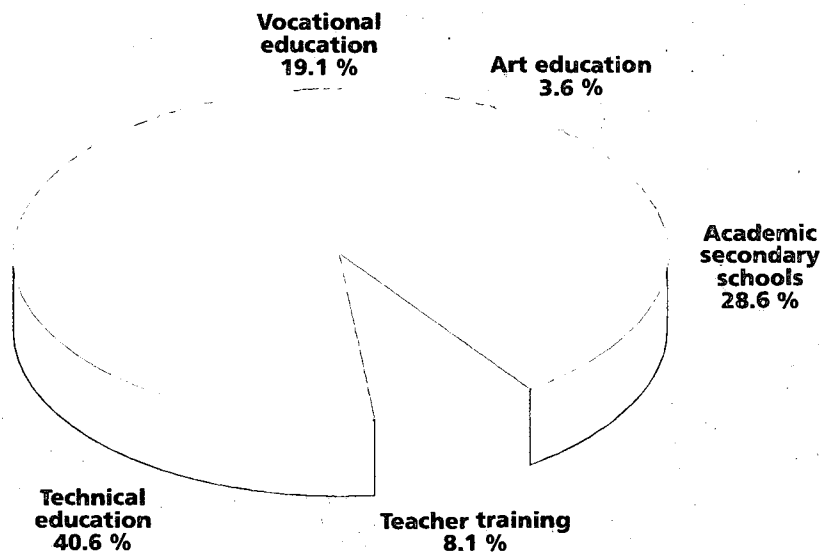 Vocational
education
19.1 %
Art education
3.6 %
Academic
secondary
schools
28.6 %
Technical
education
40.6 %
Teacher training
8.1 %